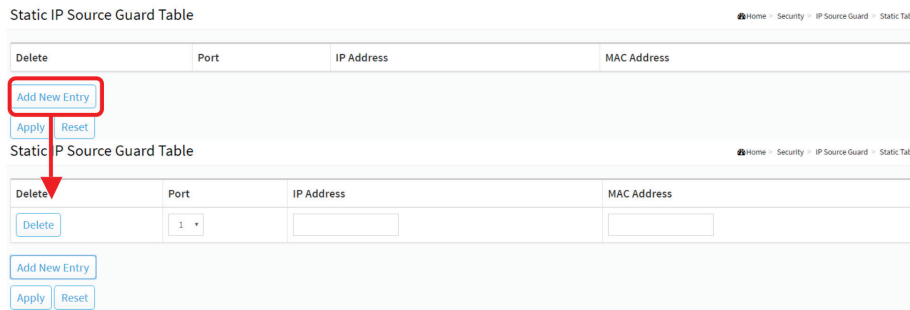 Static IP Source Guard Table
Home > Security > IP Source Guard > Static Tab
Delete Port IP Address MAC Address
Add New Entry
Apply Reset
Static IP Source Guard Table
Home > Security > IP Source Guard > Static Tab
Delete Port IP Address MAC Address
Delete 1
Add New Entry
Apply Reset